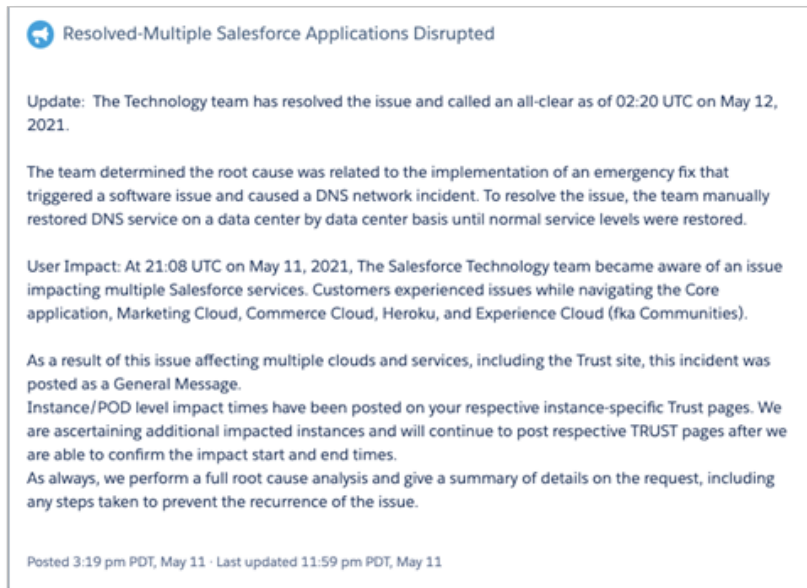 Resolved-Multiple Salesforce Applications Disrupted
Update:  The Technology team has resolved the issue and called an all-clear as of 02:20 UTC on May 12,
2021.
The team determined the root cause was related to the implementation of an emergency fix that
triggered a software issue and caused a DNS network incident. To resolve the issue, the team manually
restored DNS service on a data center by data center basis until normal service levels were restored.
User Impact: At 21:08 UTC on May 11, 2021, The Salesforce Technology team became aware of an issue
impacting multiple Salesforce services. Customers experienced issues while navigating the Core
application, Marketing Cloud, Commerce Cloud, Heroku, and Experience Cloud (fka Communities).
As a result of this issue affecting multiple clouds and services, including the Trust site, this incident was
posted as a General Message.
Instance/POD level impact times have been posted on your respective instance-specific Trust pages. We
are ascertaining additional impacted instances and will continue to post respective TRUST pages after we
are able to confirm the impact start and end times.
As always, we perform a full root cause analysis and give a summary of details on the request, including
any steps taken to prevent the recurrence of the issue.
Posted 3:19 pm PDT, May 11 · Last updated 11:59 pm PDT, May 11